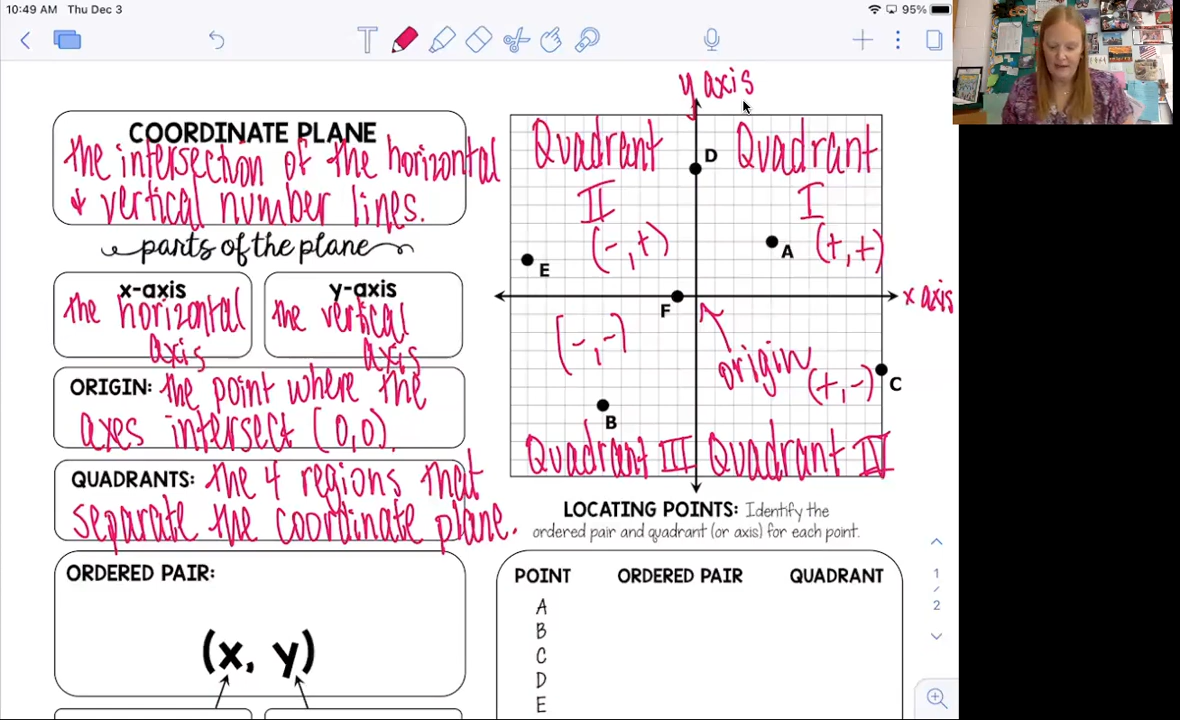 10:49 AM Thu Dec 3
95%
T
COORDINATE PLANE
the intersection of the horizontal
& vertical number lines.
parts of the plane
x-axis
the horizontal
axis
y-axis
the vertical
axis
ORIGIN: the point where the
axes intersect (0,0).
QUADRANTS: the 4 regions that
separate the coordinate plane.
ORDERED PAIR:
(x, y)
y axis
Quadrant
II
(-,+)
Quadrant
I
(+,+)
D
A
E
F
x axis
(-,-)
origin
(+,-)
C
B
Quadrant III
Quadrant IV
LOCATING POINTS: Identify the
ordered pair and quadrant (or axis) for each point.
POINT ORDERED PAIR QUADRANT
A
B
C
D
E
1
/
2